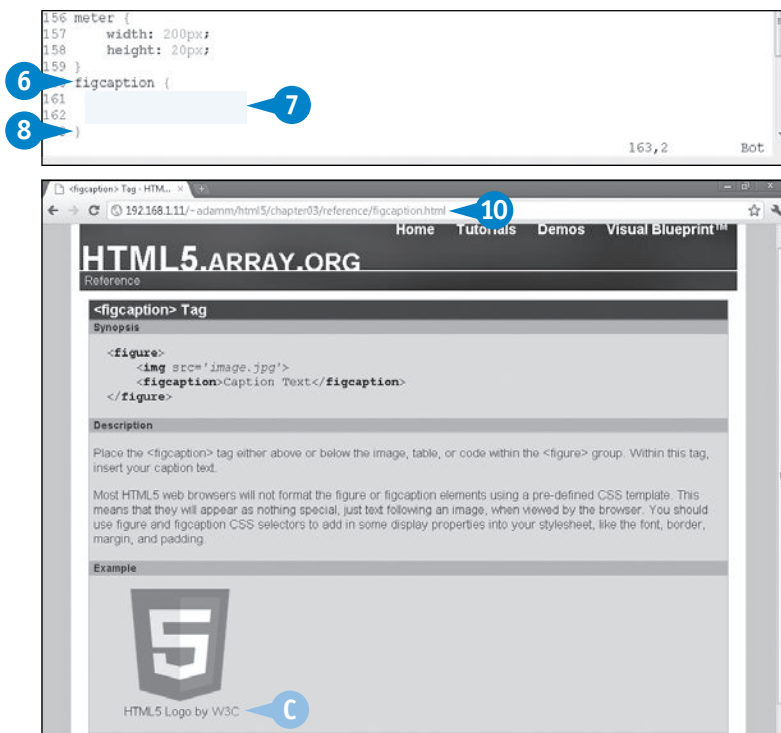 156 meter {
157 width: 200px;
158 height: 20px;
159 }
6 figcaption {
161
7
162
8 }
163,2 Bot
<figcaption> Tag - HTM...
192.168.1.11/~adamm/html5/chapter03/reference/figcaption.html 10
Home Tutorials Demos Visual Blueprint™
HTML5.ARRAY.ORG
Reference
<figcaption> Tag
Synopsis
<figure>
<img src='image.jpg'>
<figcaption>Caption Text</figcaption>
</figure>
Description
Place the <figcaption> tag either above or below the image, table, or code within the <figure> group. Within this tag,
insert your caption text.
Most HTML5 web browsers will not format the figure or figcaption elements using a pre-defined CSS template. This
means that they will appear as nothing special, just text following an image, when viewed by the browser. You should
use figure and figcaption CSS selectors to add in some display properties into your stylesheet, like the font, border,
margin, and padding.
Example
5
HTML5 Logo by W3C C